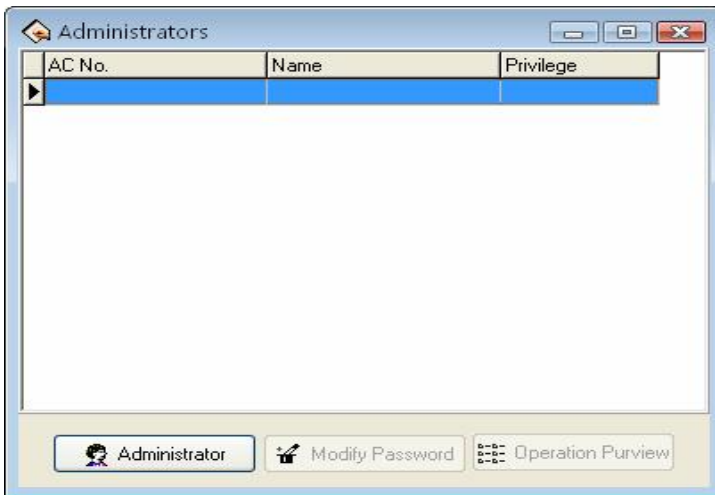 Administrators
AC No. Name Privilege
Administrator Modify Password Operation Purview